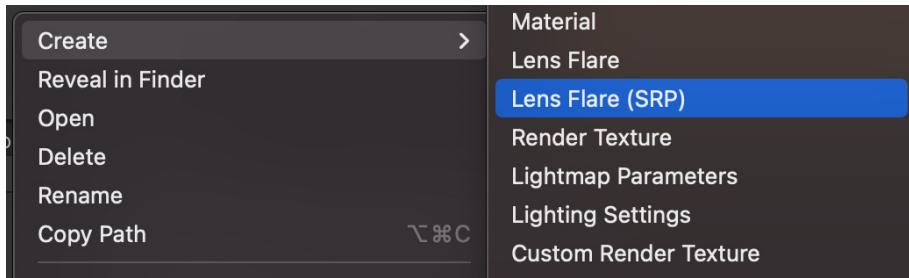 Create
Reveal in Finder
Open
Delete
Rename
Copy Path ⌥⌘C
Material
Lens Flare
Lens Flare (SRP)
Render Texture
Lightmap Parameters
Lighting Settings
Custom Render Texture